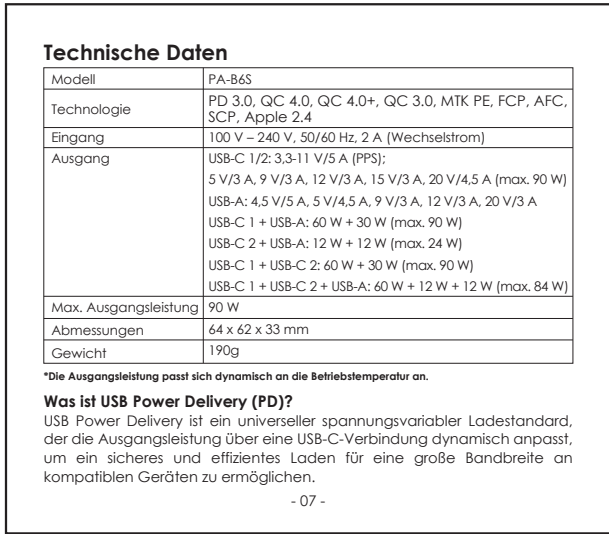 Technische Daten
Modell PA-B6S
Technologie PD 3.0, QC 4.0, QC 4.0+, QC 3.0, MTK PE, FCP, AFC,
SCP, Apple 2.4
Eingang 100 V – 240 V, 50/60 Hz, 2 A (Wechselstrom)
Ausgang USB-C 1/2: 3,3-11 V/5 A (PPS);
5 V/3 A, 9 V/3 A, 12 V/3 A, 15 V/3 A, 20 V/4,5 A (max. 90 W)
USB-A: 4,5 V/5 A, 5 V/4,5 A, 9 V/3 A, 12 V/3 A, 20 V/3 A
USB-C 1 + USB-A: 60 W + 30 W (max. 90 W)
USB-C 2 + USB-A: 12 W + 12 W (max. 24 W)
USB-C 1 + USB-C 2: 60 W + 30 W (max. 90 W)
USB-C 1 + USB-C 2 + USB-A: 60 W + 12 W + 12 W (max. 84 W)
Max. Ausgangsleistung 90 W
Abmessungen 64 x 62 x 33 mm
Gewicht 190g
*Die Ausgangsleistung passt sich dynamisch an die Betriebstemperatur an.
Was ist USB Power Delivery (PD)?
USB Power Delivery ist ein universeller spannungsvariabler Ladestandard,
der die Ausgangsleistung über eine USB-C-Verbindung dynamisch anpasst,
um ein sicheres und effizientes Laden für eine große Bandbreite an
kompatiblen Geräten zu ermöglichen.
- 07 -